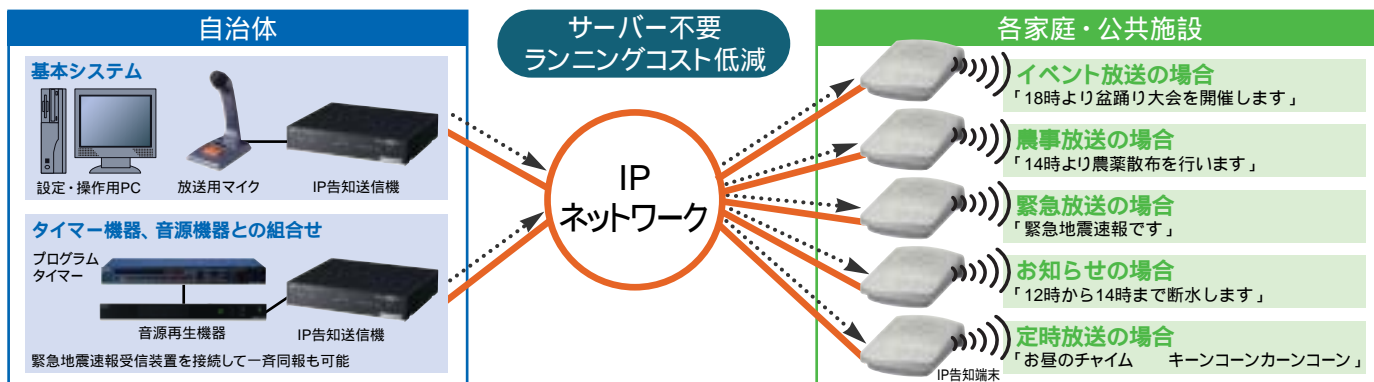 自治体
基本システム
設定・操作用PC
放送用マイク
IP告知送信機
タイマー機器、音源機器との組合せ
プログラム
タイマー
音源再生機器
IP告知送信機
緊急地震速報受信装置を接続して一斉同報も可能
サーバー不要
ランニングコスト低減
IP
ネットワーク
各家庭・公共施設
イベント放送の場合
「18時より盆踊り大会を開催します」
農事放送の場合
「14時より農薬散布を行います」
緊急放送の場合
「緊急地震速報です」
お知らせの場合
「12時から14時まで断水します」
定時放送の場合
「お昼のチャイム　　キーンコーンカーンコーン」
IP告知端末